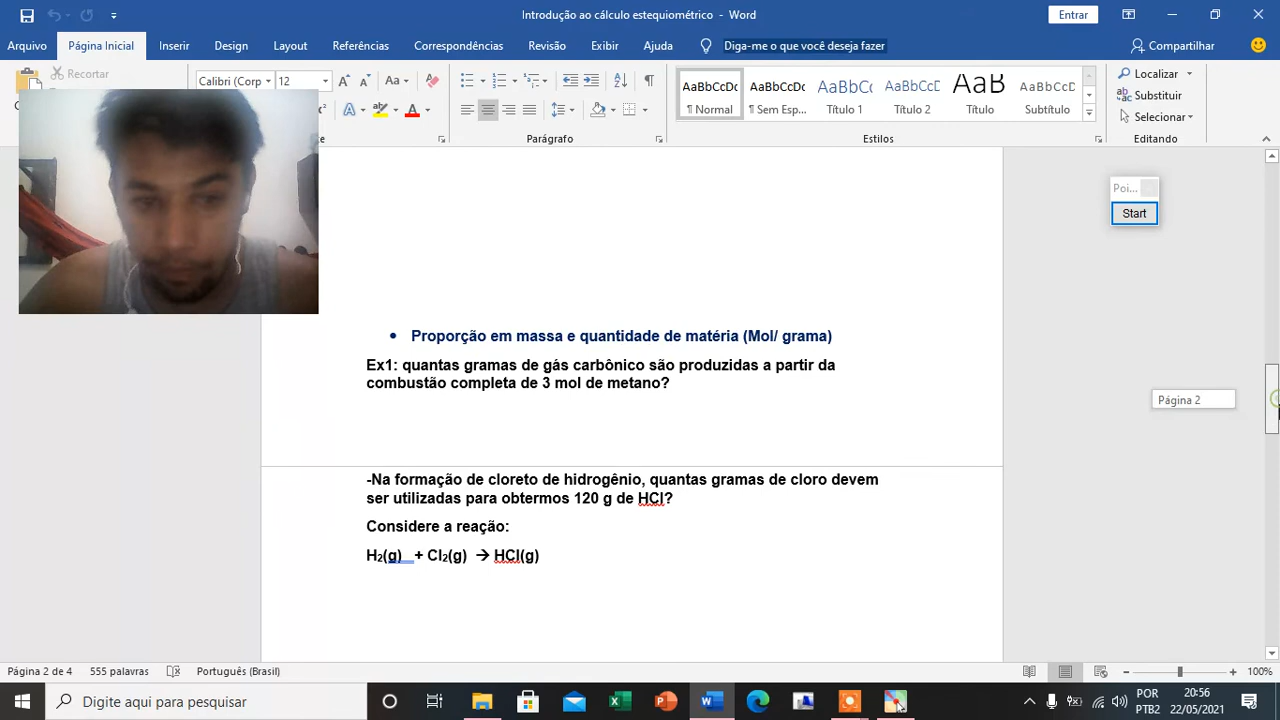 Introdução ao cálculo estequiométrico - Word
Entrar
Arquivo
Página Inicial
Inserir
Design
Layout
Referências
Correspondências
Revisão
Exibir
Ajuda
Diga-me o que você deseja fazer
Compartilhar
Recortar
Calibri (Corp
12
Aa
AaBbCcDc
¶ Normal
AaBbCcDc
¶ Sem Esp...
AaBbCc
Título 1
AaBbCcD
Título 2
AaB
Título
AaBbCcD
Subtítulo
Localizar
Substituir
Selecionar
Parágrafo
Estilos
Editando
Poi...
Start
• Proporção em massa e quantidade de matéria (Mol/ grama)
Ex1: quantas gramas de gás carbônico são produzidas a partir da
combustão completa de 3 mol de metano?
Página 2
-Na formação de cloreto de hidrogênio, quantas gramas de cloro devem
ser utilizadas para obtermos 120 g de HCl?
Considere a reação:
H₂(g) + Cl₂(g) → HCl(g)
Página 2 de 4
555 palavras
Português (Brasil)
100%
Digite aqui para pesquisar
POR
PTB2
20:56
22/05/2021